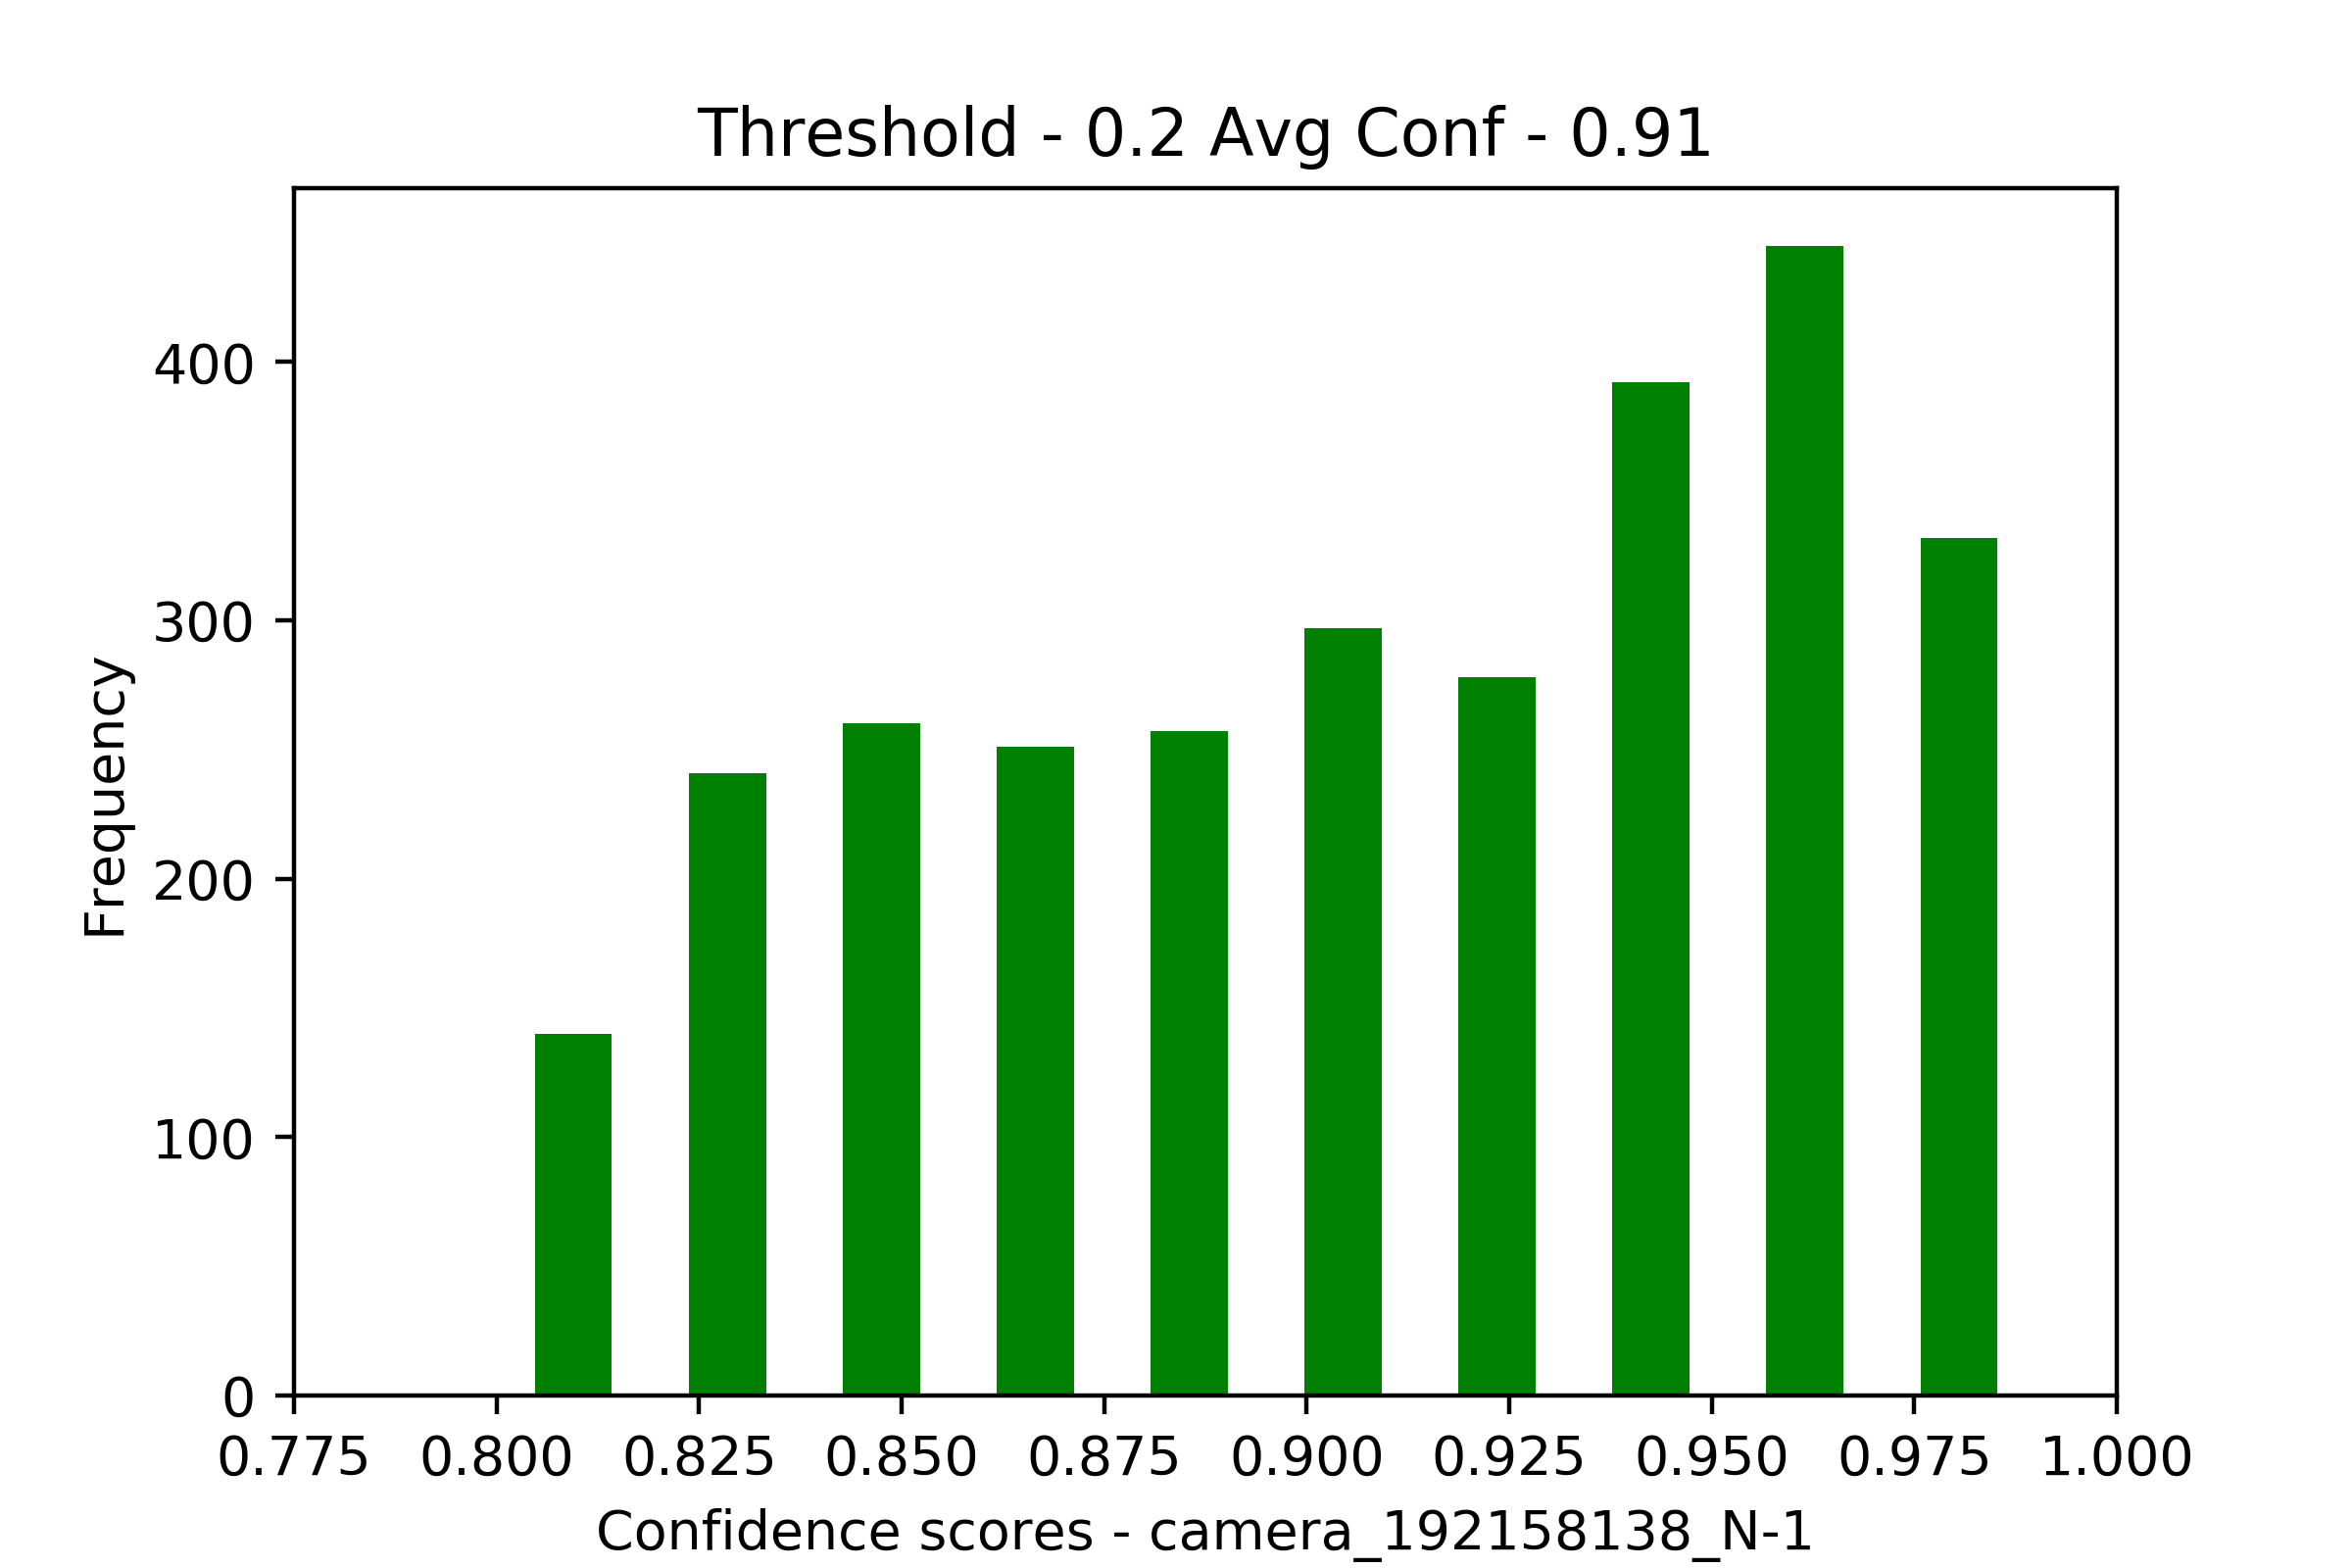 Threshold - 0.2 Avg Conf - 0.91
Frequency
400
300
200
100
0
0.775 0.800 0.825 0.850 0.875 0.900 0.925 0.950 0.975 1.000
Confidence scores - camera_192158138_N-1